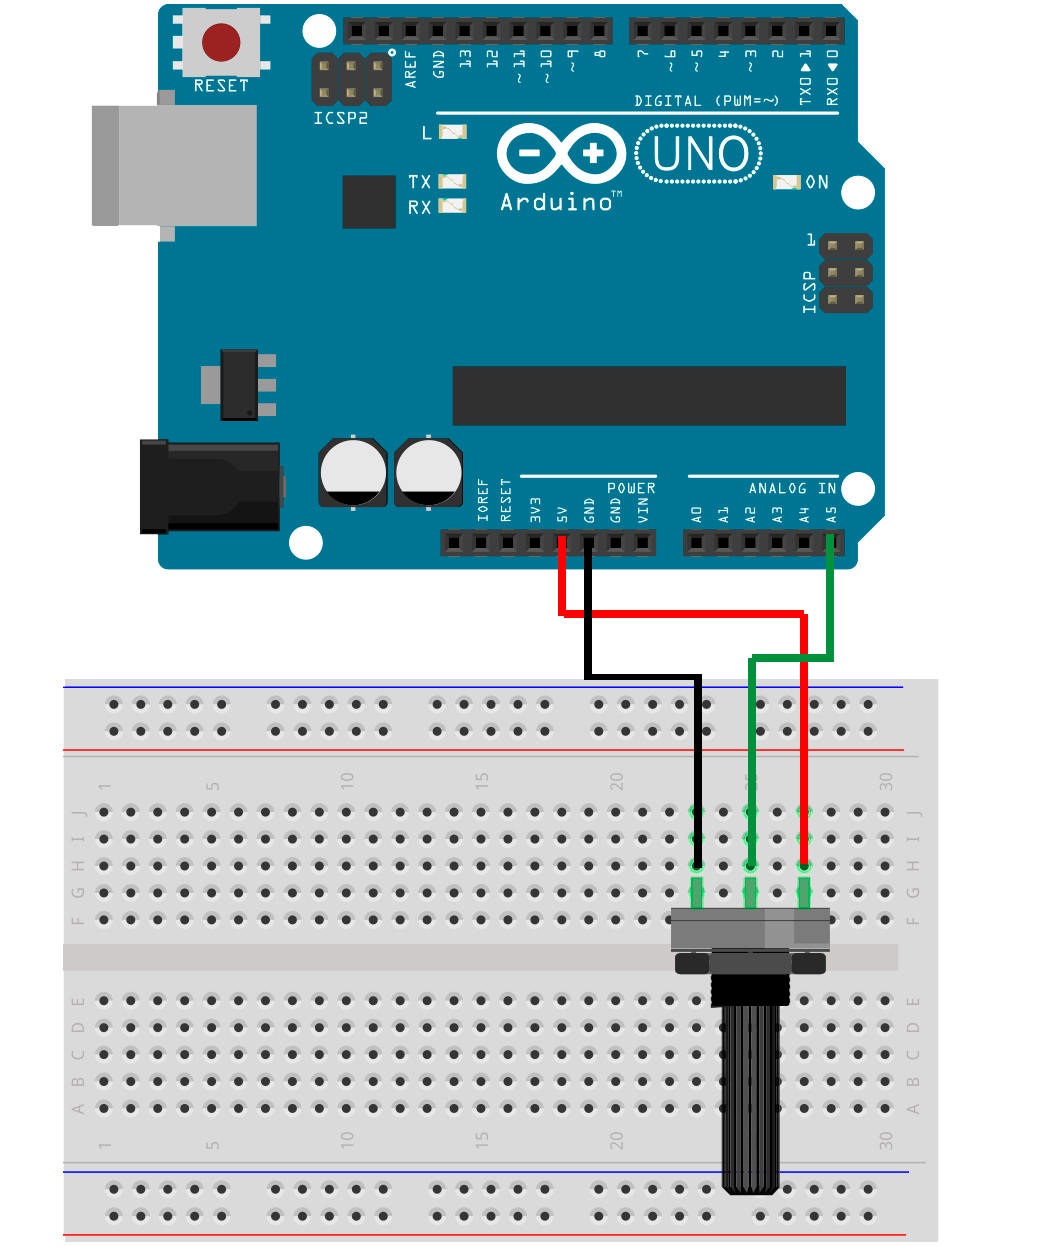 RESET
ICSP2
AREF
GND
13
12
~11
~10
~9
8
7
~6
~5
4
~3
2
TX0▶1
RX0◀0
DIGITAL (PWM=~)
L
TX
RX
UNO
Arduino™
ON
1
ICSP
POWER
ANALOG IN
IOREF
RESET
3V3
5V
GND
GND
VIN
A0
A1
A2
A3
A4
A5
1
5
10
15
20
30
J
I
H
G
F
J
I
H
G
F
E
D
C
B
A
E
D
C
B
A
1
5
10
15
20
30